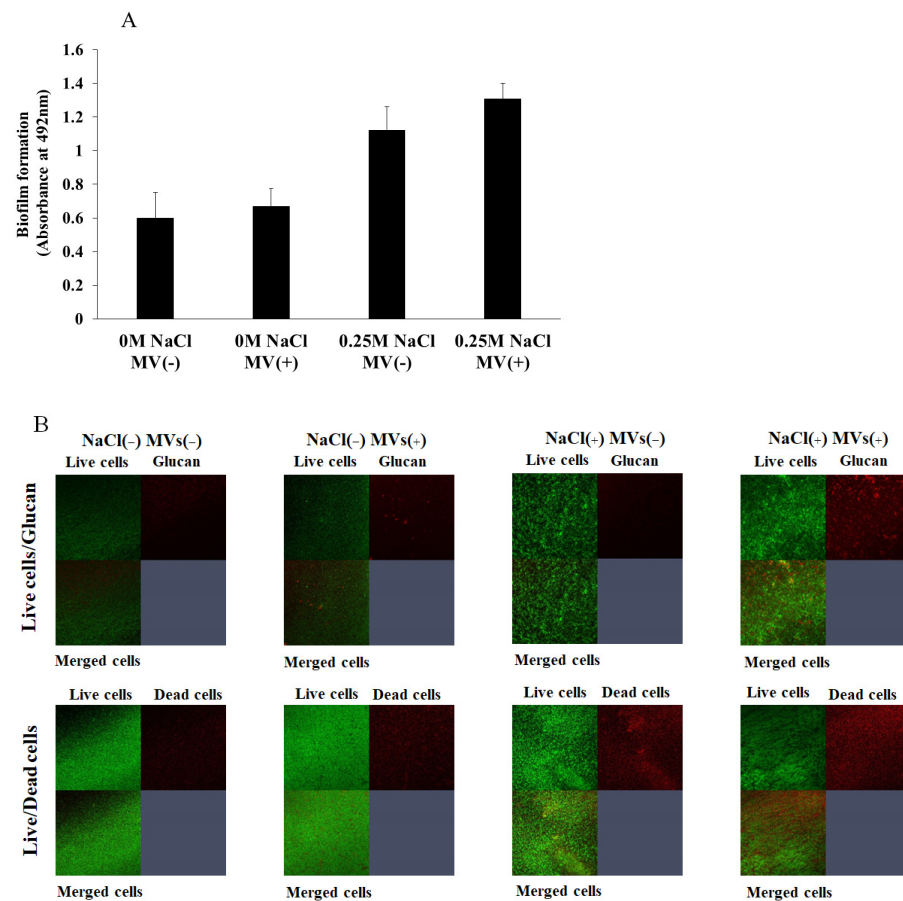 A
Biofilm formation
(Absorbance at 492nm)
1.6
1.4
1.2
1
0.8
0.6
0.4
0.2
0
0M NaCl
MV(-)
0M NaCl
MV(+)
0.25M NaCl
MV(-)
0.25M NaCl
MV(+)
B
NaCl(−) MVs(−)
NaCl(−) MVs(+)
NaCl(+) MVs(−)
NaCl(+) MVs(+)
Live cells Glucan
Live cells Glucan
Live cells Glucan
Live cells Glucan
Live cells/Glucan
Merged cells
Merged cells
Merged cells
Merged cells
Live cells Dead cells
Live cells Dead cells
Live cells Dead cells
Live cells Dead cells
Live/Dead cells
Merged cells
Merged cells
Merged cells
Merged cells